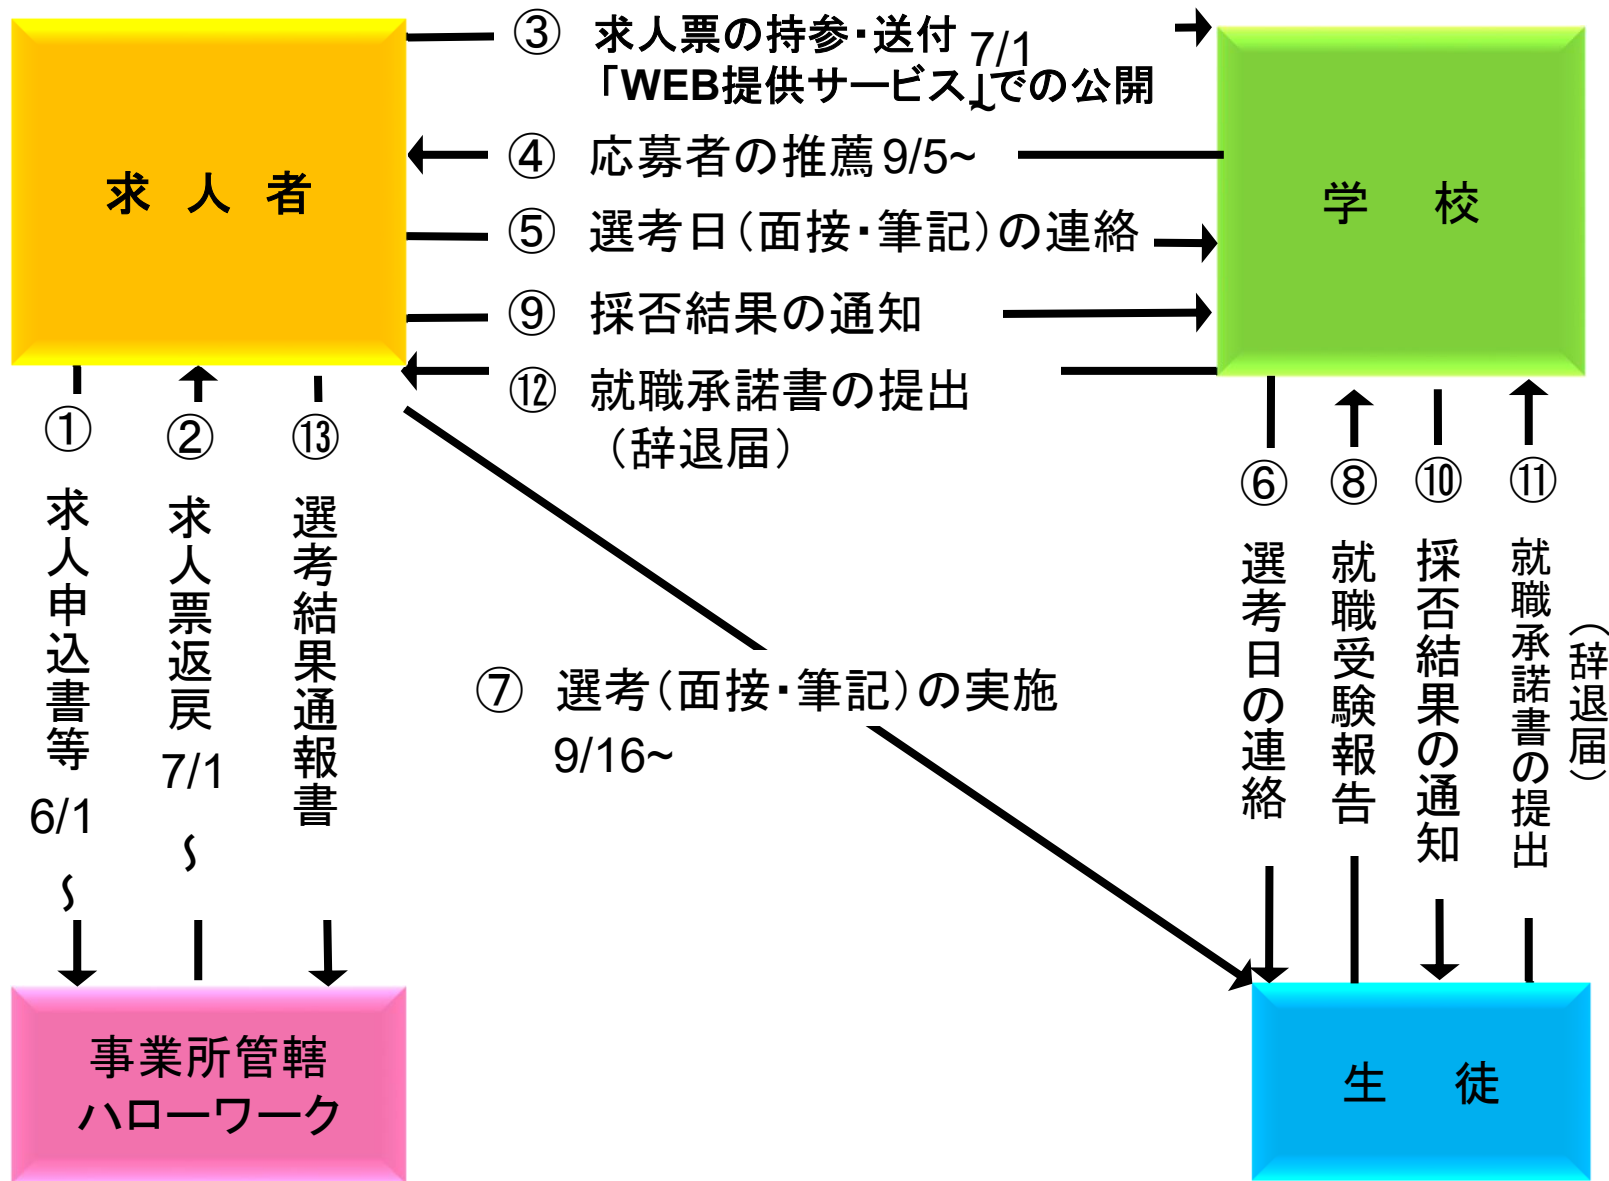 ③ 求人票の持参・送付 7/1~
「WEB提供サービス」での公開
④ 応募者の推薦 9/5~
⑤ 選考日(面接・筆記)の連絡
⑨ 採否結果の通知
⑫ 就職承諾書の提出
(辞退届)
求 人 者
学 校
① 求人申込書等 6/1 ~
② 求人票返戻 7/1 ~
⑬ 選考結果通報書
⑦ 選考(面接・筆記)の実施
9/16~
⑥ 選考日の連絡
⑧ 就職受験報告
⑩ 採否結果の通知
⑪ 就職承諾書の提出
(辞退届)
事業所管轄
ハローワーク
生 徒